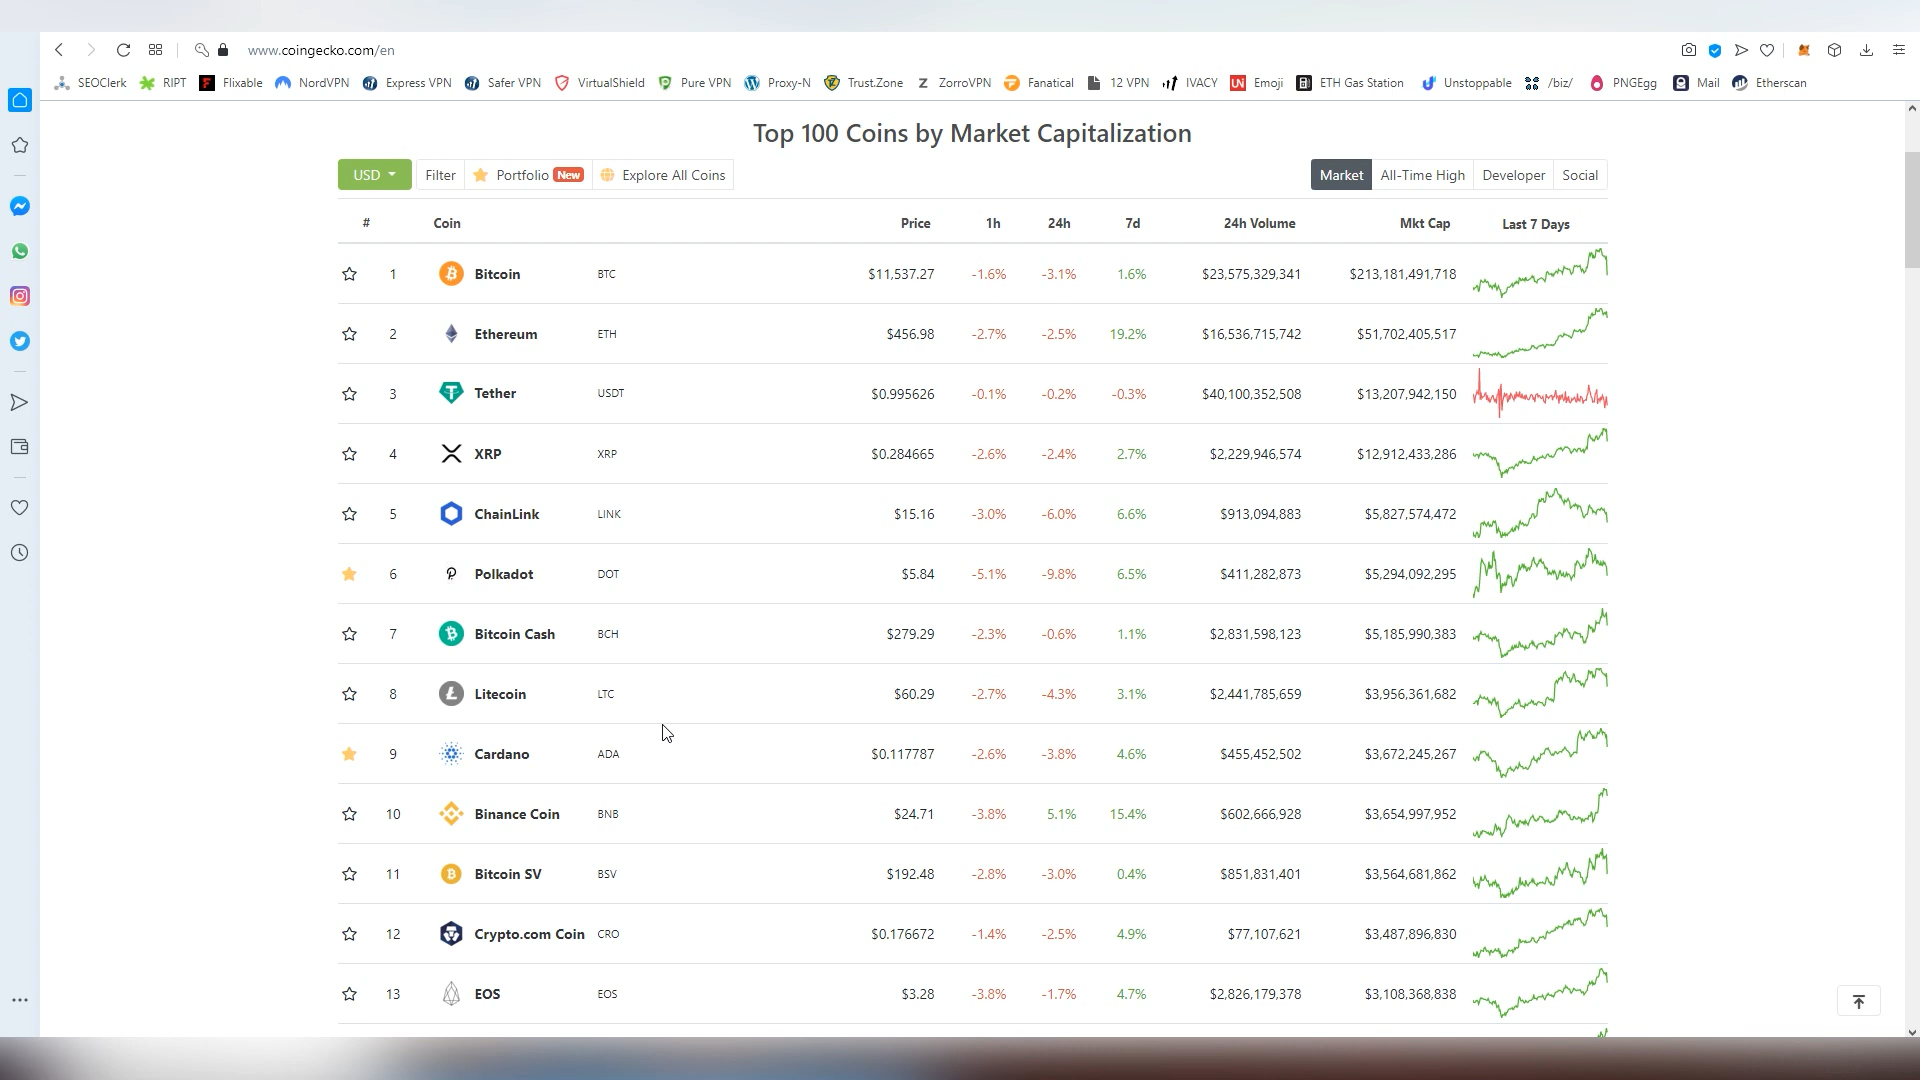 www.coingecko.com/en
SEOClerk RIPT Flixable NordVPN Express VPN Safer VPN VirtualShield Pure VPN Proxy-N Trust.Zone ZorroVPN Fanatical 12 VPN IVACY Emoji ETH Gas Station Unstoppable /biz/ PNGEgg Mail Etherscan
Top 100 Coins by Market Capitalization
USD Filter Portfolio New Explore All Coins Market All-Time High Developer Social
# Coin Price 1h 24h 7d 24h Volume Mkt Cap Last 7 Days
1 Bitcoin BTC $11,537.27 -1.6% -3.1% 1.6% $23,575,329,341 $213,181,491,718
2 Ethereum ETH $456.98 -2.7% -2.5% 19.2% $16,536,715,742 $51,702,405,517
3 Tether USDT $0.995626 -0.1% -0.2% -0.3% $40,100,352,508 $13,207,942,150
4 XRP XRP $0.284665 -2.6% -2.4% 2.7% $2,229,946,574 $12,912,433,286
5 ChainLink LINK $15.16 -3.0% -6.0% 6.6% $913,094,883 $5,827,574,472
6 Polkadot DOT $5.84 -5.1% -9.8% 6.5% $411,282,873 $5,294,092,295
7 Bitcoin Cash BCH $279.29 -2.3% -0.6% 1.1% $2,831,598,123 $5,185,990,383
8 Litecoin LTC $60.29 -2.7% -4.3% 3.1% $2,441,785,659 $3,956,361,682
9 Cardano ADA $0.117787 -2.6% -3.8% 4.6% $455,452,502 $3,672,245,267
10 Binance Coin BNB $24.71 -3.8% 5.1% 15.4% $602,666,928 $3,654,997,952
11 Bitcoin SV BSV $192.48 -2.8% -3.0% 0.4% $851,831,401 $3,564,681,862
12 Crypto.com Coin CRO $0.176672 -1.4% -2.5% 4.9% $77,107,621 $3,487,896,830
13 EOS EOS $3.28 -3.8% -1.7% 4.7% $2,826,179,378 $3,108,368,838